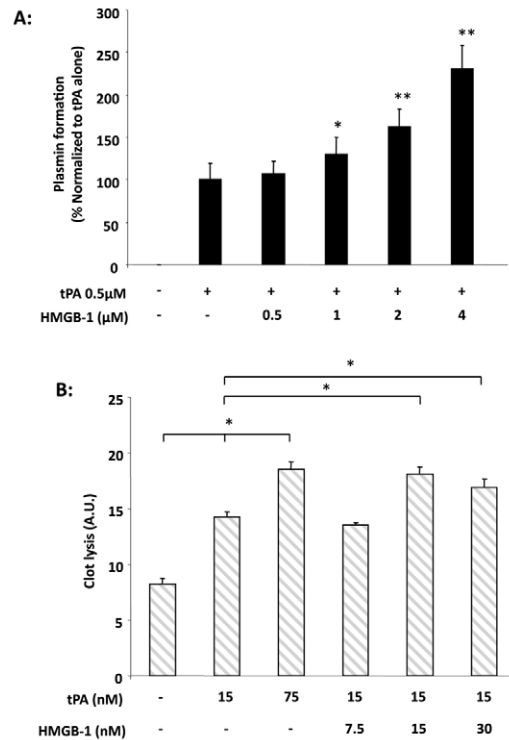 A:
Plasmin formation
(% Normalized to tPA alone)
300
250
200
150
100
50
0
*
**
**
- + + + + +
tPA 0.5µM
- - 0.5 1 2 4
HMGB-1 (µM)
B:
*
*
*
Clot lysis (A.U.)
25
20
15
10
5
0
tPA (nM) - 15 75 15 15 15
HMGB-1 (nM) - - - 7.5 15 30